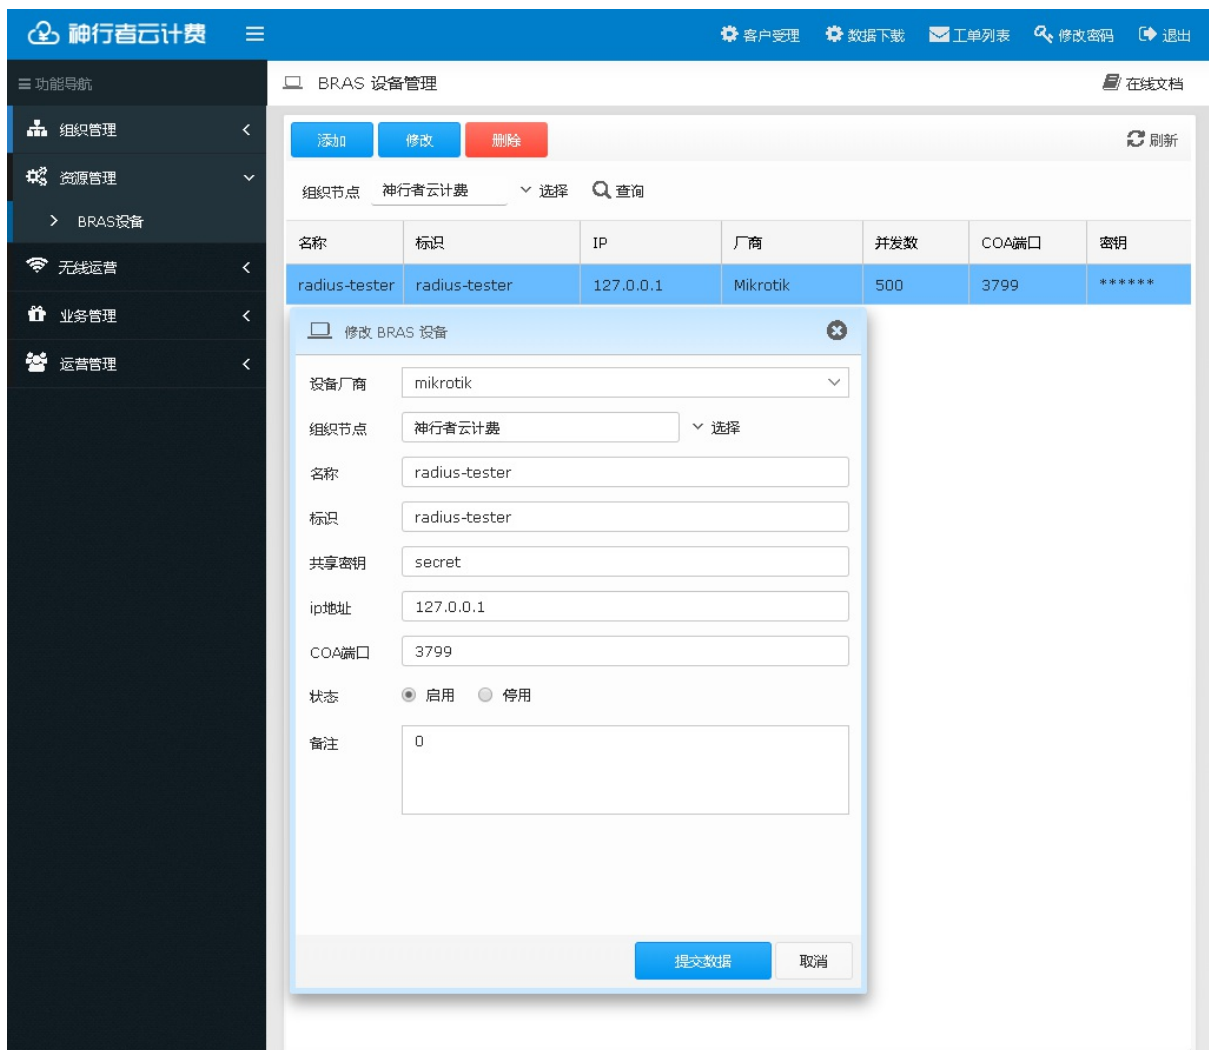 神行者云计费
客户受理 数据下载 工单列表 修改密码 退出
功能导航
BRAS 设备管理 在线文档
组织管理
资源管理
BRAS设备
无线运营
业务管理
运营管理
添加 修改 删除 刷新
组织节点 神行者云计费 选择 查询
名称 标识 IP 厂商 并发数 COA端口 密钥
radius-tester radius-tester 127.0.0.1 Mikrotik 500 3799 ******
修改 BRAS 设备
设备厂商 mikrotik
组织节点 神行者云计费 选择
名称 radius-tester
标识 radius-tester
共享密钥 secret
ip地址 127.0.0.1
COA端口 3799
状态 启用 停用
备注 0
提交数据 取消